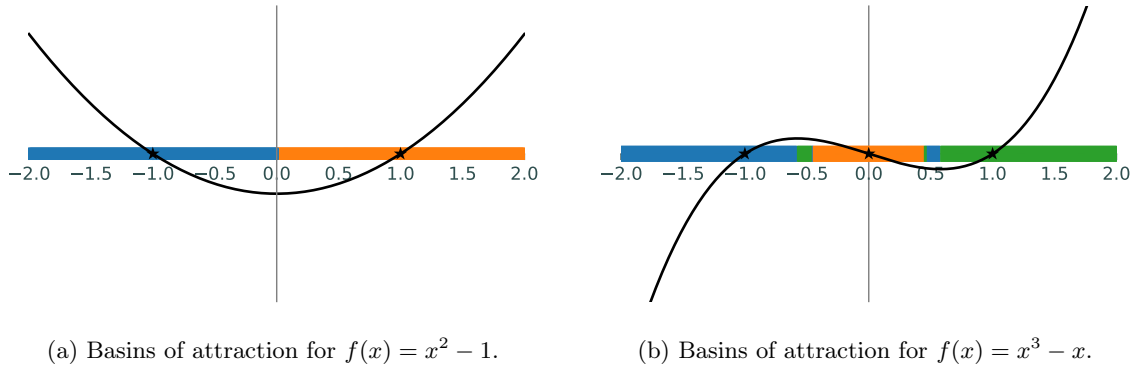 −2.0 −1.5 −1.0 −0.5 0.0 0.5 1.0 1.5 2.0
−2.0 −1.5 −1.0 −0.5 0.0 0.5 1.0 1.5 2.0
(a) Basins of attraction for f(x) = x² − 1.
(b) Basins of attraction for f(x) = x³ − x.